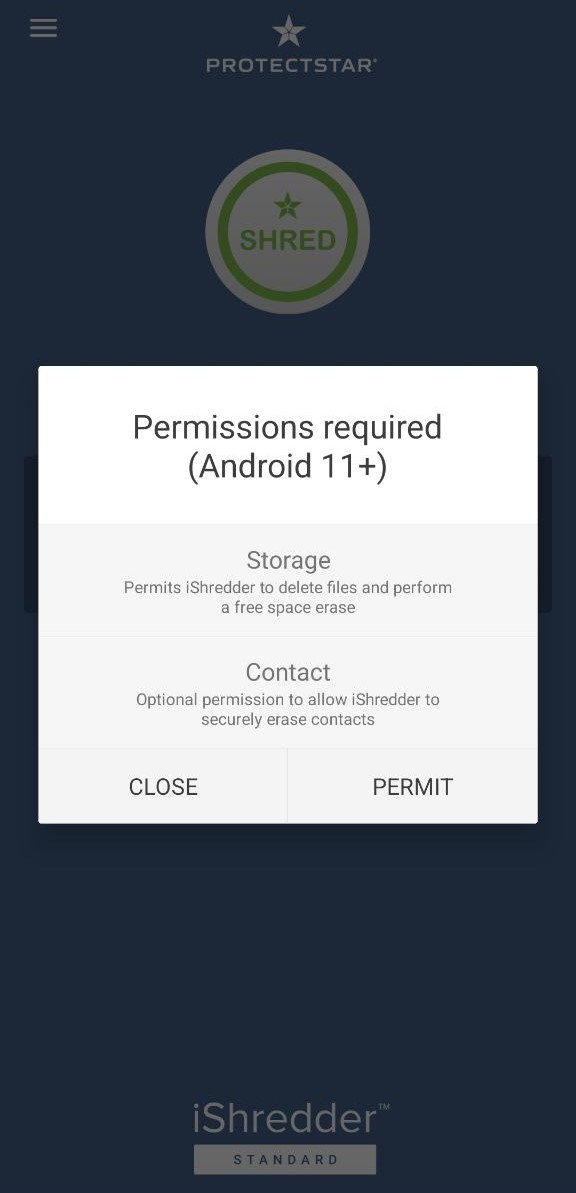 PROTECTSTAR
SHRED
Permissions required
(Android 11+)
Storage
Permits iShredder to delete files and perform
a free space erase
Contact
Optional permission to allow iShredder to
securely erase contacts
CLOSE PERMIT
iShredder™
STANDARD